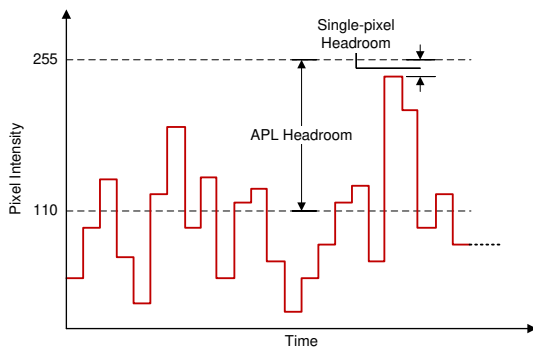 Single-pixel
Headroom
255
APL Headroom
Pixel Intensity
110
Time